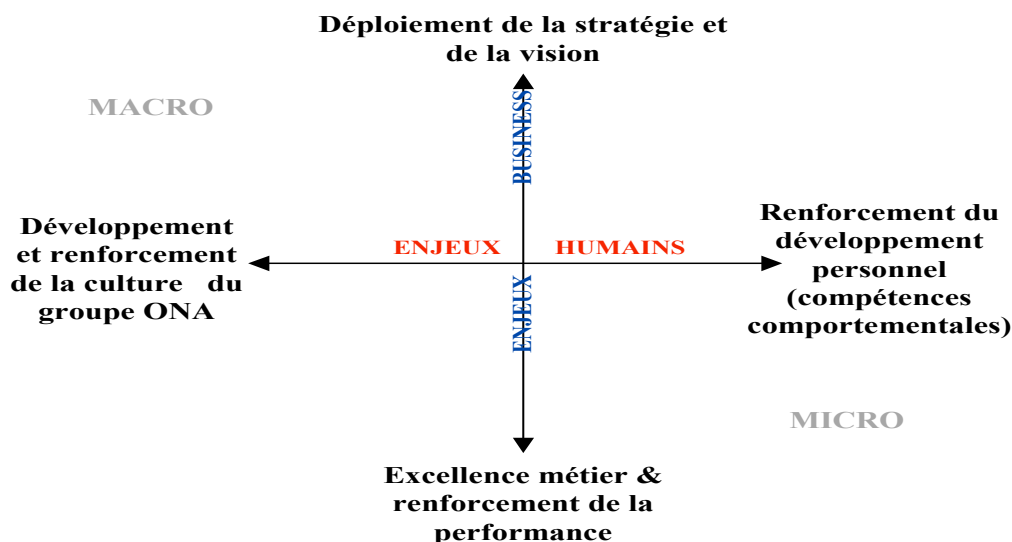 Déploiement de la stratégie et
de la vision
MACRO
BUSINESS
Développement
et renforcement
de la culture du
groupe ONA
ENJEUX HUMAINS
Renforcement du
développement
personnel
(compétences
comportementales)
ENJEUX
MICRO
Excellence métier &
renforcement de la
performance